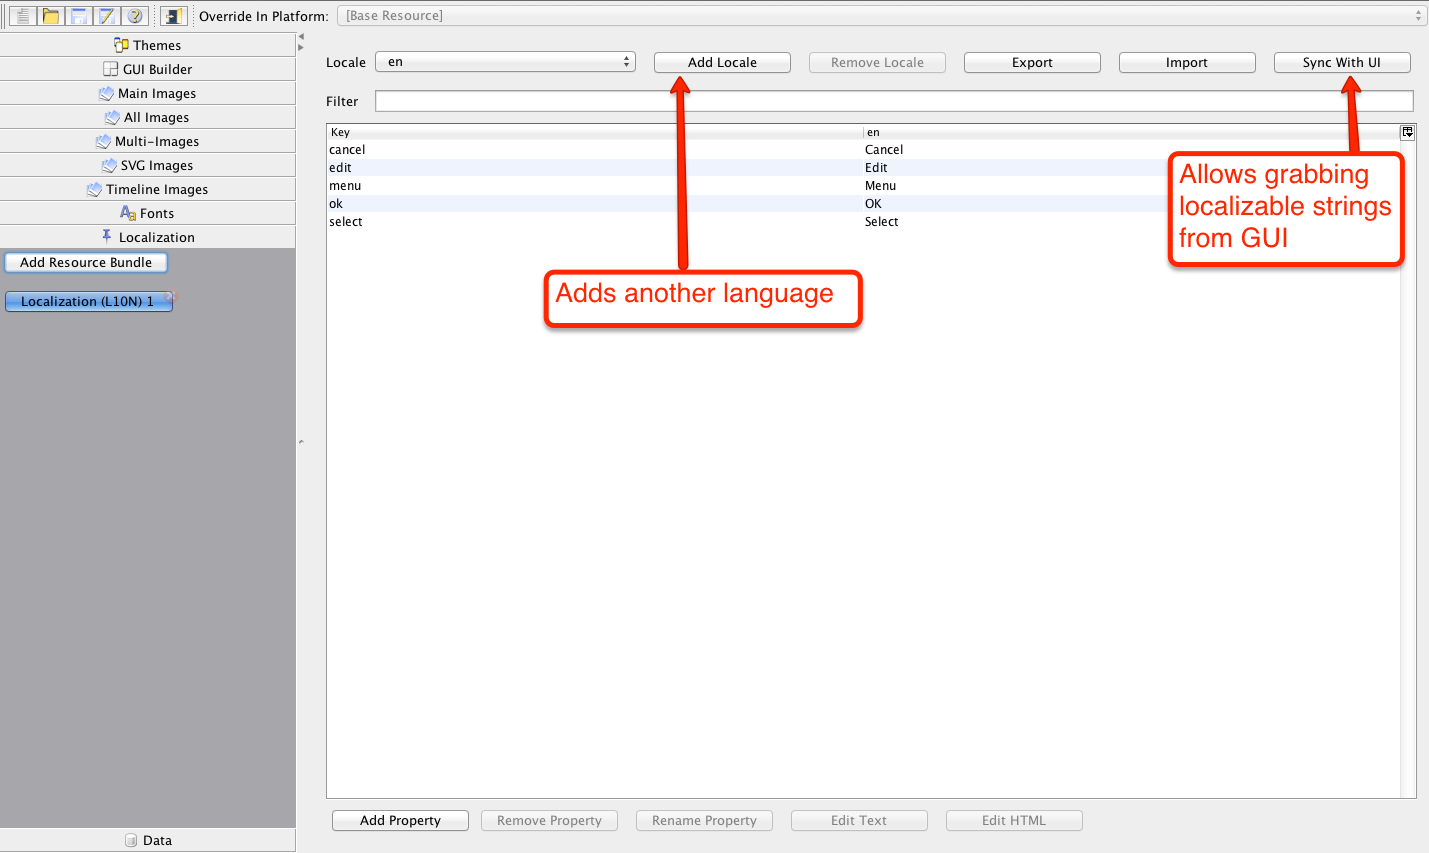 Override In Platform: [Base Resource]
Themes
GUI Builder
Main Images
All Images
Multi-Images
SVG Images
Timeline Images
Fonts
Localization
Add Resource Bundle
Localization (L10N) 1
Data
Locale en Add Locale Remove Locale Export Import Sync With UI
Filter
Key en
cancel Cancel
edit Edit
menu Menu
ok OK
select Select
Allows grabbing
localizable strings
from GUI
Adds another language
Add Property Remove Property Rename Property Edit Text Edit HTML